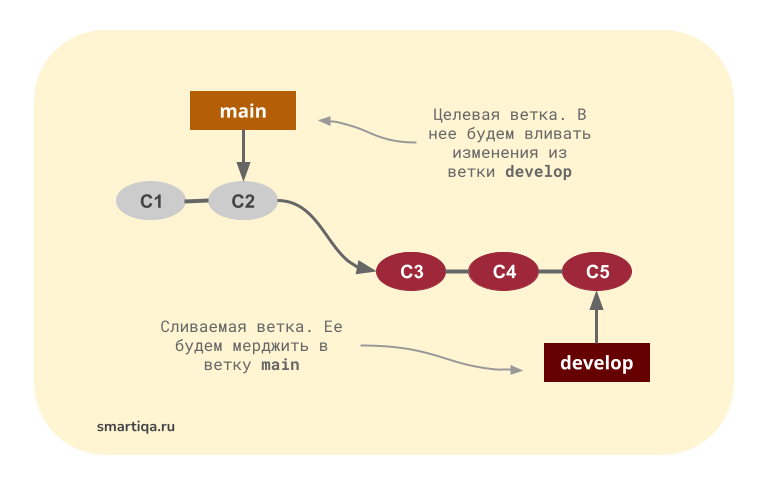 main
Целевая ветка. В
нее будем вливать
изменения из
ветки develop
C1
C2
C3
C4
C5
Сливаемая ветка. Ее
будем мерджить в
ветку main
develop
smartiqa.ru